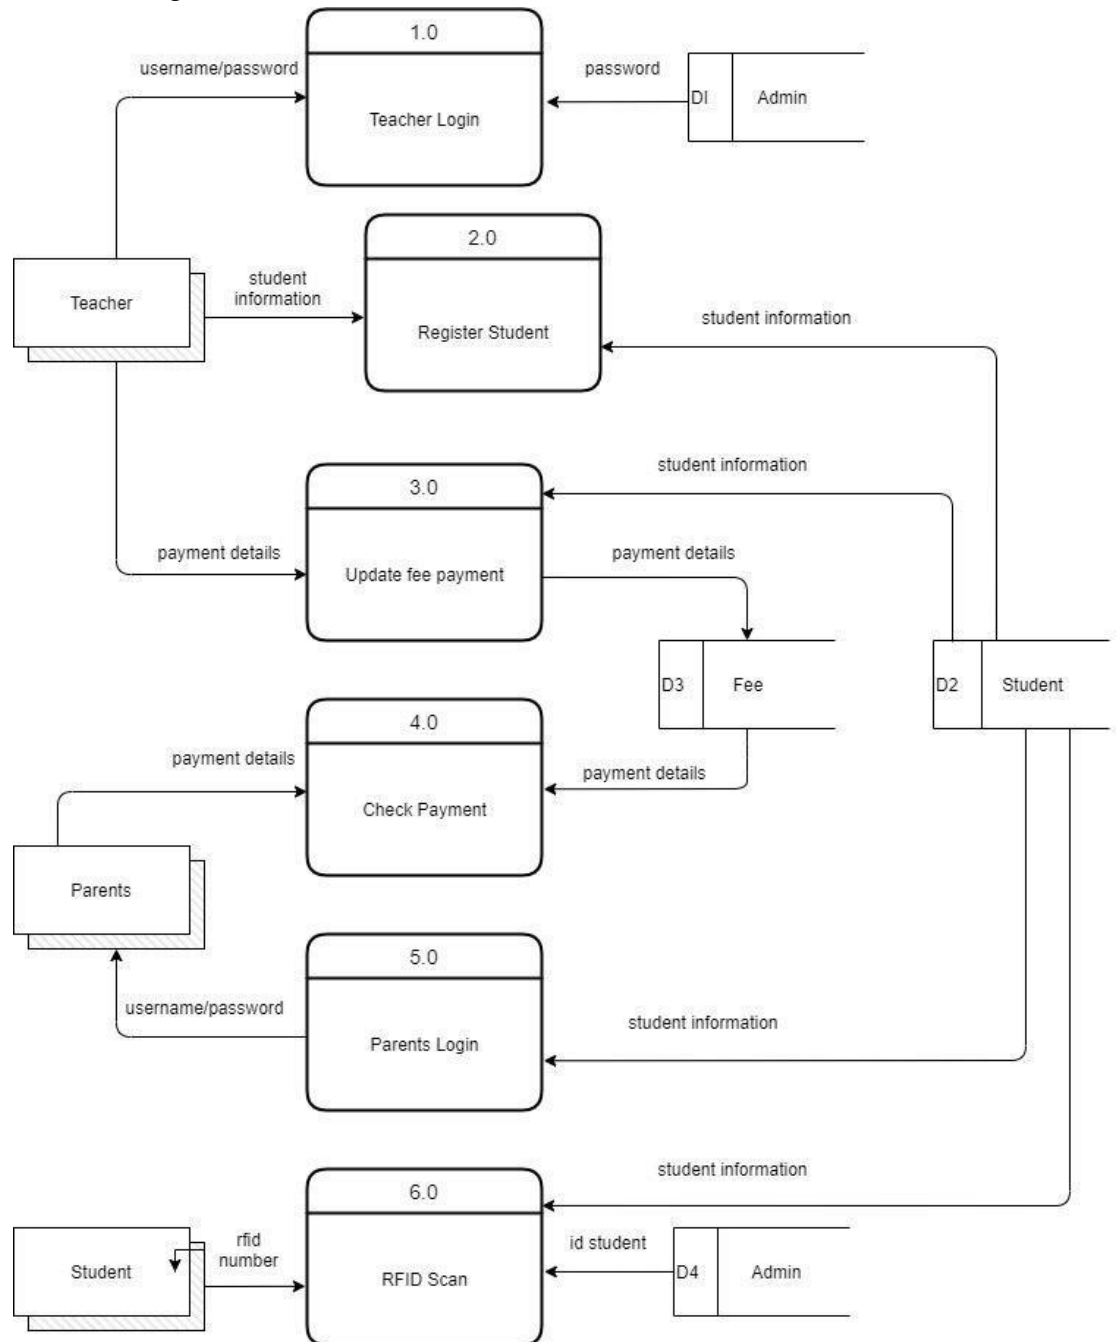 1.0
username/password
password
DI
Admin
Teacher Login
2.0
student
information
Teacher
student information
Register Student
student information
3.0
payment details
payment details
Update fee payment
D3
Fee
D2
Student
4.0
payment details
payment details
Check Payment
Parents
5.0
username/password
student information
Parents Login
student information
6.0
rfid
number
id student
Student
RFID Scan
D4
Admin